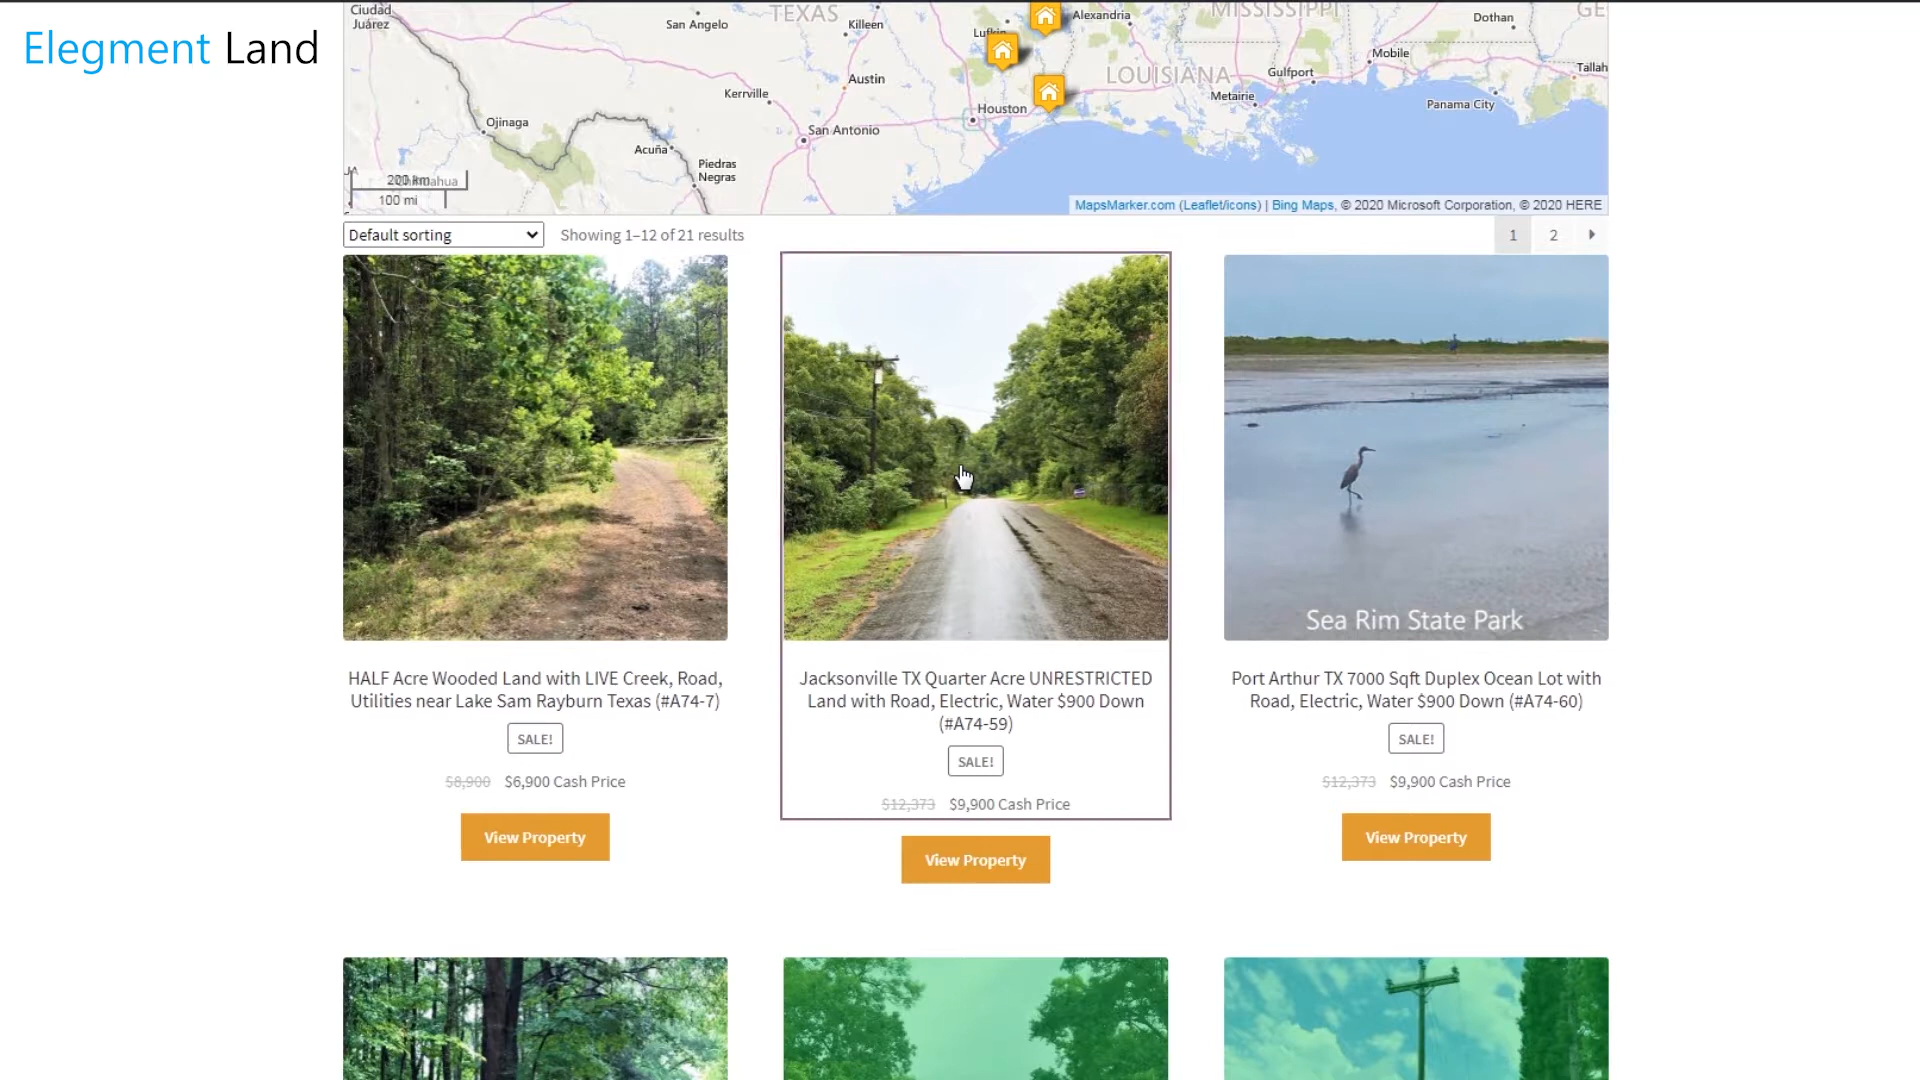 Elegment Land
Ciudad
Juárez
San Angelo
TEXAS
Killeen
Lufkin
Alexandria
MISSISSIPPI
Dothan
GE
Mobile
Austin
LOUISIANA
Gulfport
Tallah
Kerrville
Metairie
Panama City
Houston
Ojinaga
San Antonio
Acuña
Piedras
Negras
200 km
100 mi
MapsMarker.com (Leaflet/icons) | Bing Maps, © 2020 Microsoft Corporation, © 2020 HERE
Default sorting
Showing 1–12 of 21 results
1 2
Sea Rim State Park
HALF Acre Wooded Land with LIVE Creek, Road,
Utilities near Lake Sam Rayburn Texas (#A74-7)
SALE!
$8,900 $6,900 Cash Price
View Property
Jacksonville TX Quarter Acre UNRESTRICTED
Land with Road, Electric, Water $900 Down
(#A74-59)
SALE!
$12,373 $9,900 Cash Price
View Property
Port Arthur TX 7000 Sqft Duplex Ocean Lot with
Road, Electric, Water $900 Down (#A74-60)
SALE!
$12,373 $9,900 Cash Price
View Property